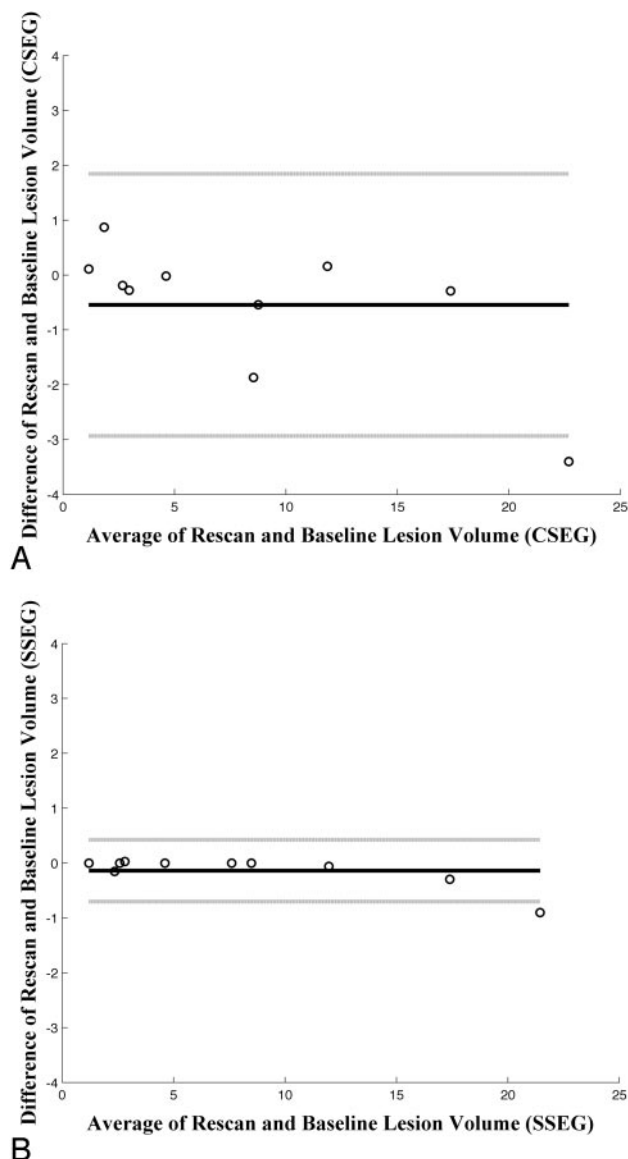 Difference of Rescan and Baseline Lesion Volume (CSEG)
4
3
2
1
0
-1
-2
-3
-4
0 5 10 15 20 25
Average of Rescan and Baseline Lesion Volume (CSEG)
A
Difference of Rescan and Baseline Lesion Volume (SSEG)
4
3
2
1
0
-1
-2
-3
-4
0 5 10 15 20 25
Average of Rescan and Baseline Lesion Volume (SSEG)
B